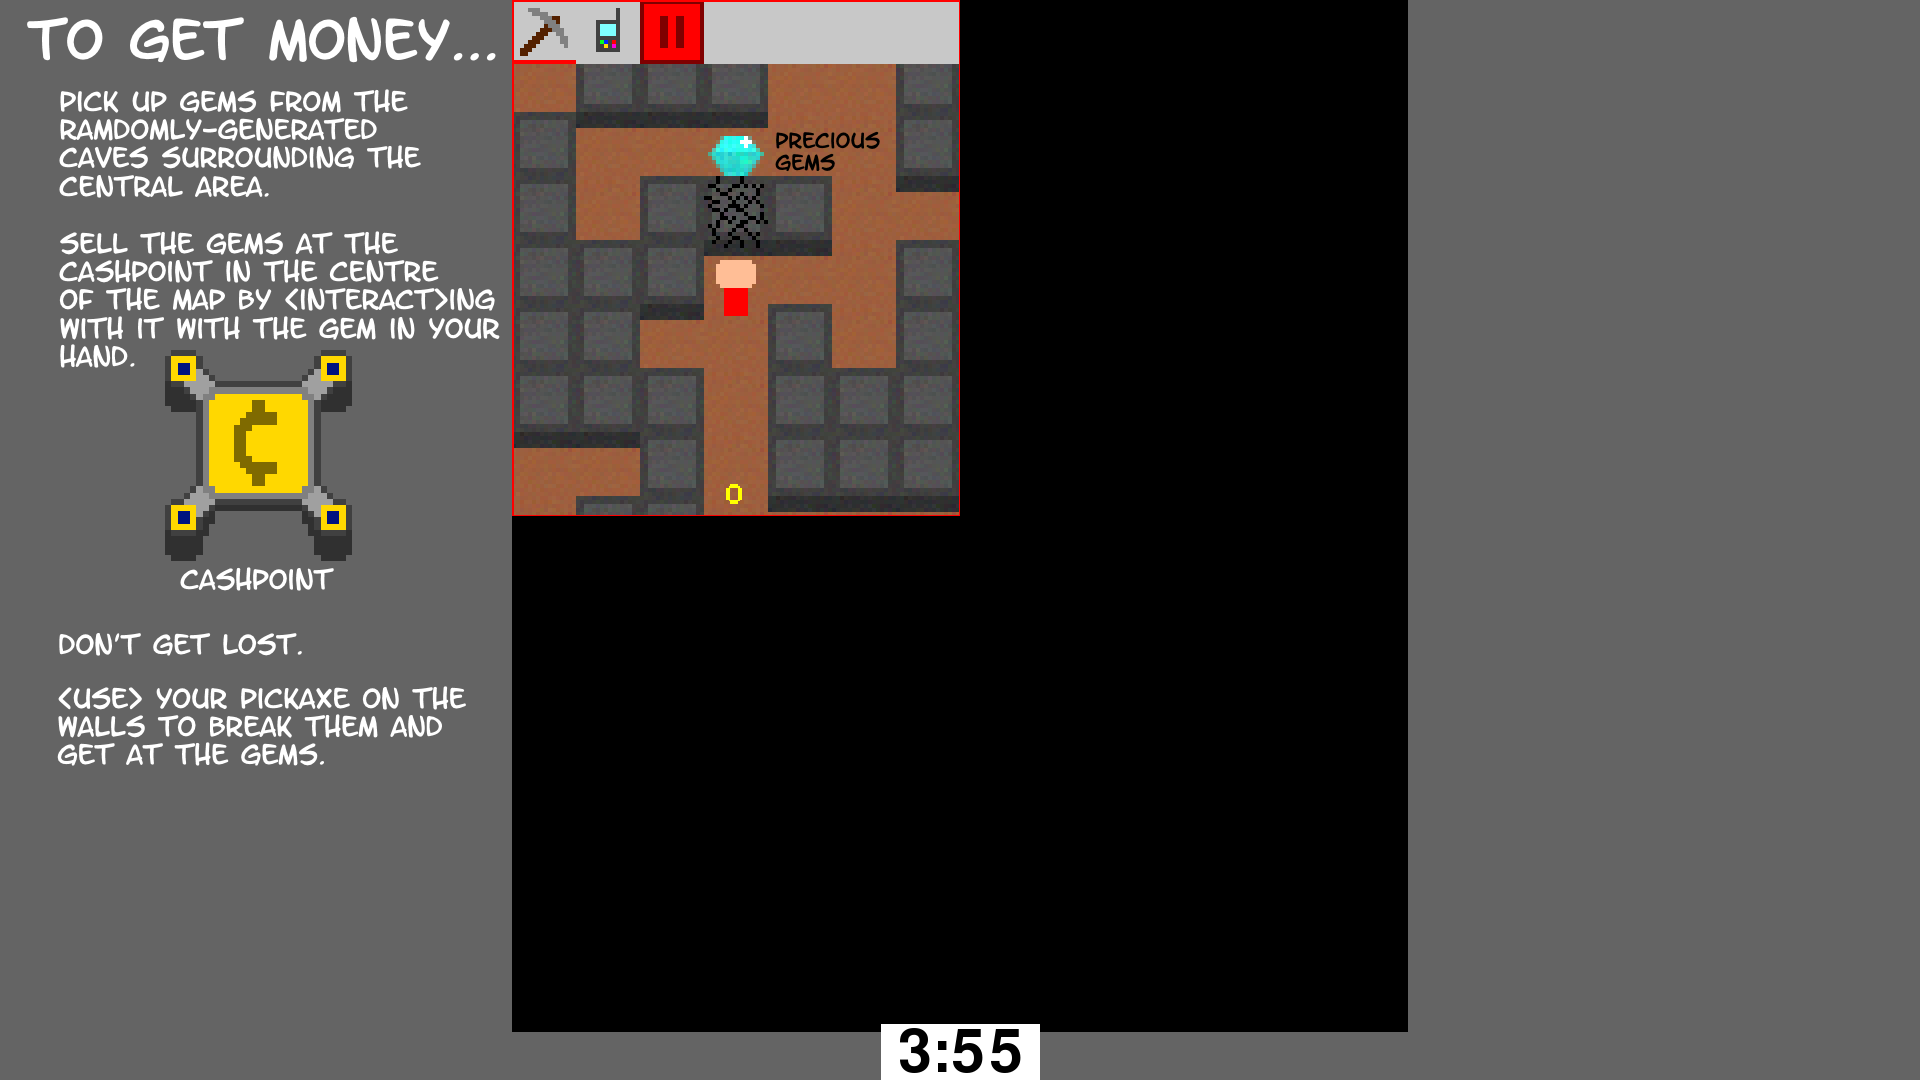 TO GET MONEY...
PICK UP GEMS FROM THE
RAMDOMLY-GENERATED
CAVES SURROUNDING THE
CENTRAL AREA.
SELL THE GEMS AT THE
CASHPOINT IN THE CENTRE
OF THE MAP BY <INTERACT>ING
WITH IT WITH THE GEM IN YOUR
HAND.
CASHPOINT
DON'T GET LOST.
<USE> YOUR PICKAXE ON THE
WALLS TO BREAK THEM AND
GET AT THE GEMS.
PRECIOUS
GEMS
0
3:55